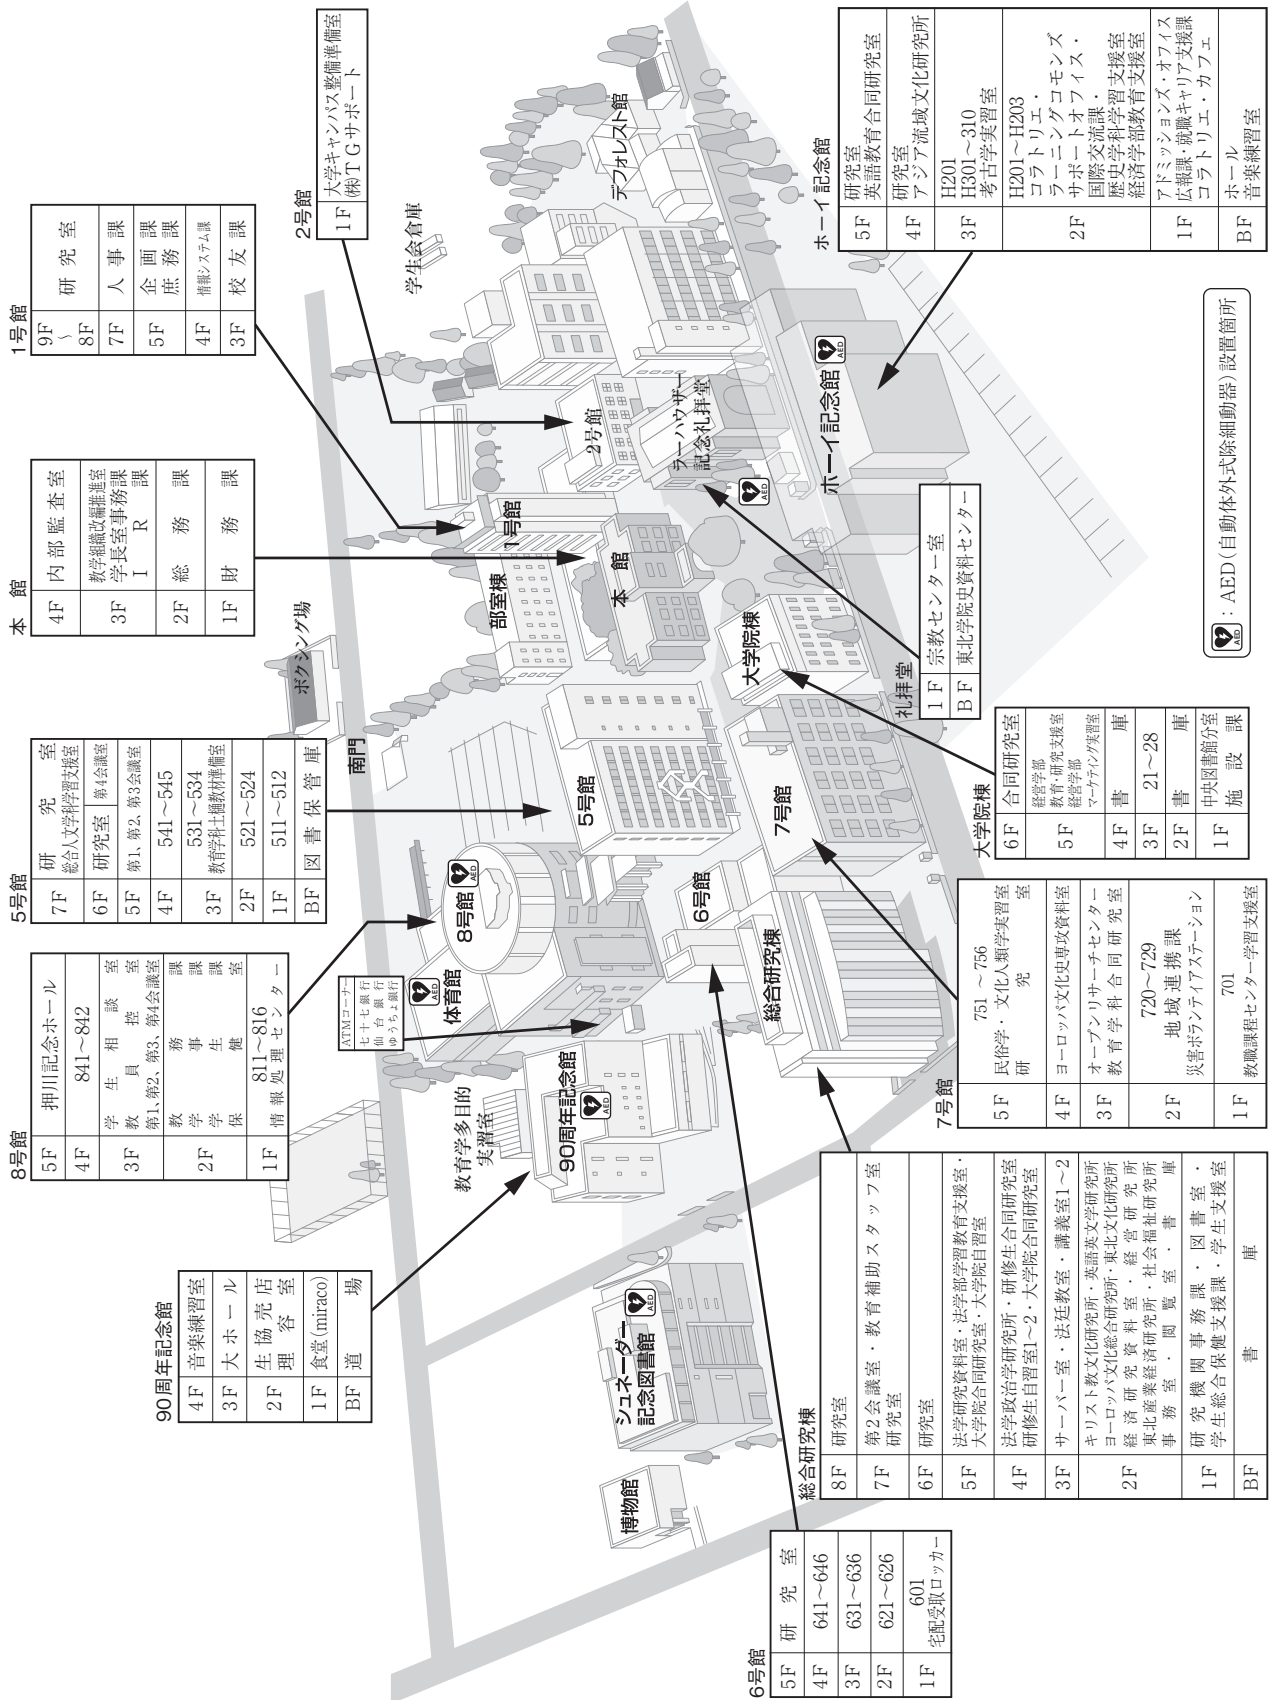 8号館
5F 押川記念ホール
4F 841～842
3F 学生相談室
教員控室
第1、第2、第3、第4会議室
2F 教務課
学事課
学生課
保健室
1F 811～816
情報処理センター
5号館
7F 研究室
総合人文学科学習支援室
6F 研究室 第4会議室
5F 第1、第2、第3会議室
4F 541～545
3F 531～534
教育学科土樋教材準備室
2F 521～524
1F 511～512
BF 図書保管庫
本館
4F 内部監査室
3F 教学組織改編推進室
学長室事務課
IR課
2F 総務課
1F 財務課
1号館
9F
～
8F 研究室
7F 人事課
5F 企画課
庶務課
4F 情報システム課
3F 校友課
2号館
1F 大学キャンパス整備準備室
㈱TGサポート
90周年記念館
4F 音楽練習室
3F 大ホール
2F 生協売店
理容室
1F 食堂(miraco)
BF 道場
ATMコーナー
七十七銀行
仙台銀行
ゆうちょ銀行
ボクシング場
南門
学生会倉庫
教育学多目的
実習室
90周年記念館
AED
体育館
AED
8号館
AED
5号館
部室棟
1号館
本館
2号館
ラーハウザー
記念礼拝堂
AED
デフォレスト館
シュネーダー
記念図書館
AED
博物館
総合研究棟
6号館
7号館
大学院棟
ホーイ記念館
AED
礼拝堂
1F 宗教センター室
BF 東北学院史資料センター
6号館
5F 研究室
4F 641～646
3F 631～636
2F 621～626
1F 601
宅配受取ロッカー
総合研究棟
8F 研究室
7F 第2会議室・教育補助スタッフ室
研究室
6F 研究室
5F 法学研究資料室・法学部学習教育支援室・
大学院合同研究室・大学院自習室
4F 法学政治学研究所・研修生合同研究室
研修生自習室1～2・大学院合同研究室
3F サーバー室・法廷教室・講義室1～2
2F キリスト教文化研究所・英語英文学研究所
ヨーロッパ文化総合研究所・東北文化研究所
経済研究資料室・経営研究所
東北産業経済研究所・社会福祉研究所
事務室・閲覧室・書庫
1F 研究機関事務課・図書室・
学生総合保健支援課・学生支援室
BF 書庫
7号館
5F 751～756
民俗学・文化人類学実習室
研究室
4F ヨーロッパ文化史専攻資料室
3F オープンリサーチセンター
教育学科合同研究室
2F 720～729
地域連携課
災害ボランティアステーション
1F 701
教職課程センター学習支援室
大学院棟
6F 合同研究室
5F 経営学部
教育・研究支援室
経営学部
マーケティング実習室
4F 書庫
3F 21～28
2F 書庫
1F 中央図書館分室
施設課
ホーイ記念館
5F 研究室
英語教育合同研究室
4F 研究室
アジア流域文化研究所
3F H201
H301～310
考古学実習室
2F H201～H203
コラトリエ・
ラーニングコモンズ
サポートオフィス・
国際交流課・
歴史学科学習支援室
経済学部教育支援室
1F アドミッションズ・オフィス
広報課・就職キャリア支援課
コラトリエ・カフェ
BF ホール
音楽練習室
AED ：AED（自動体外式除細動器）設置箇所